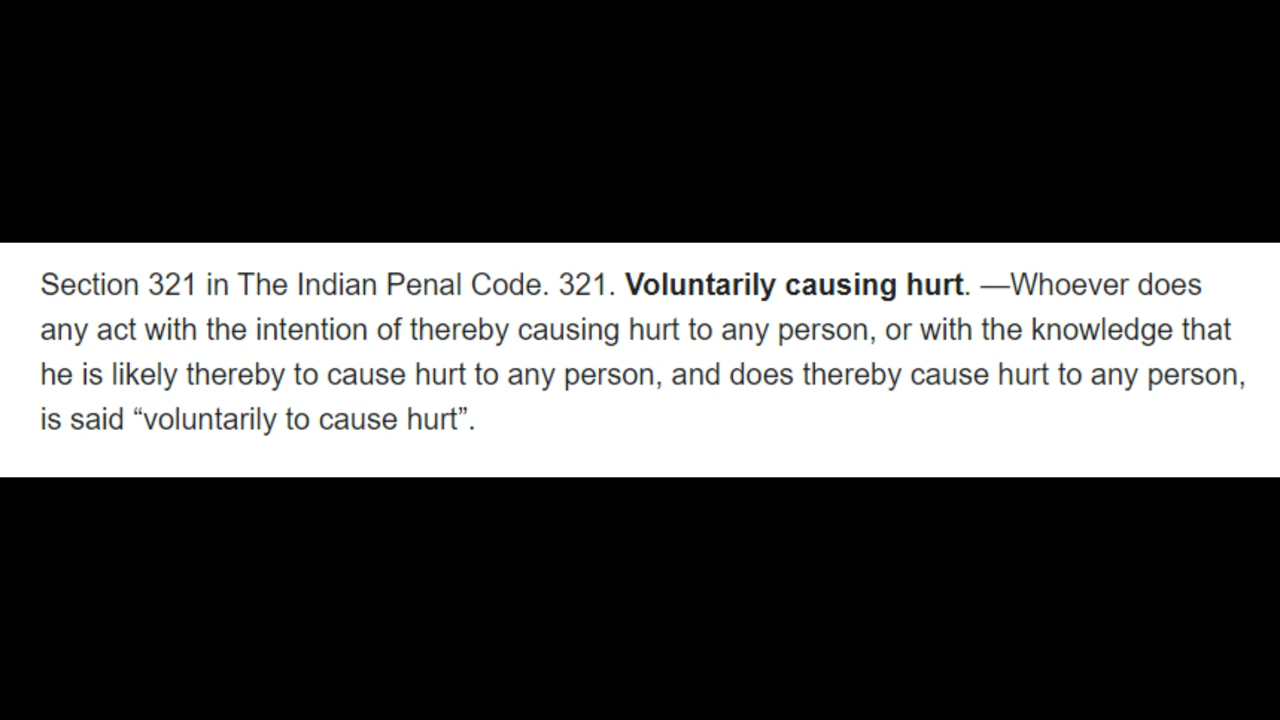 Section 321 in The Indian Penal Code. 321. Voluntarily causing hurt. —Whoever does
any act with the intention of thereby causing hurt to any person, or with the knowledge that
he is likely thereby to cause hurt to any person, and does thereby cause hurt to any person,
is said “voluntarily to cause hurt”.